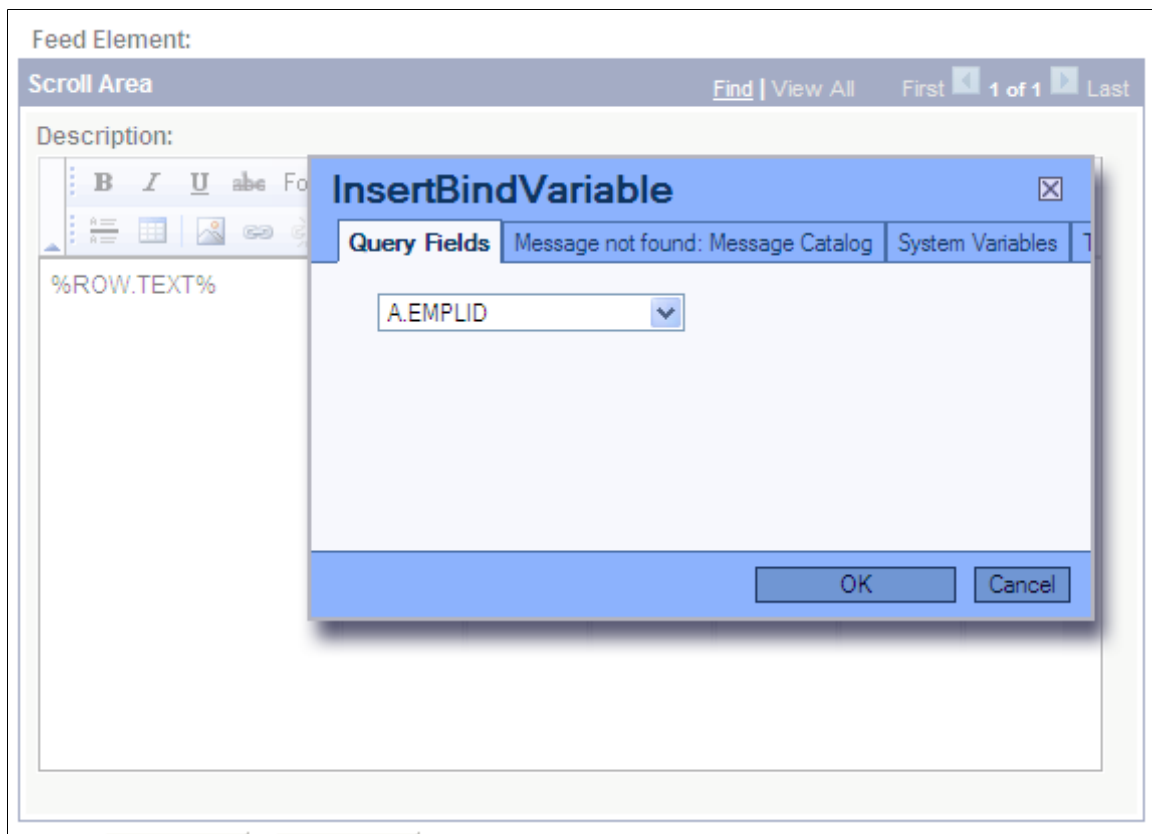 Feed Element:
Scroll Area
Find | View All First 1 of 1 Last
Description:
B I U abc Fo
InsertBindVariable
Query Fields Message not found: Message Catalog System Variables T
%ROW.TEXT%
A.EMPLID
OK Cancel